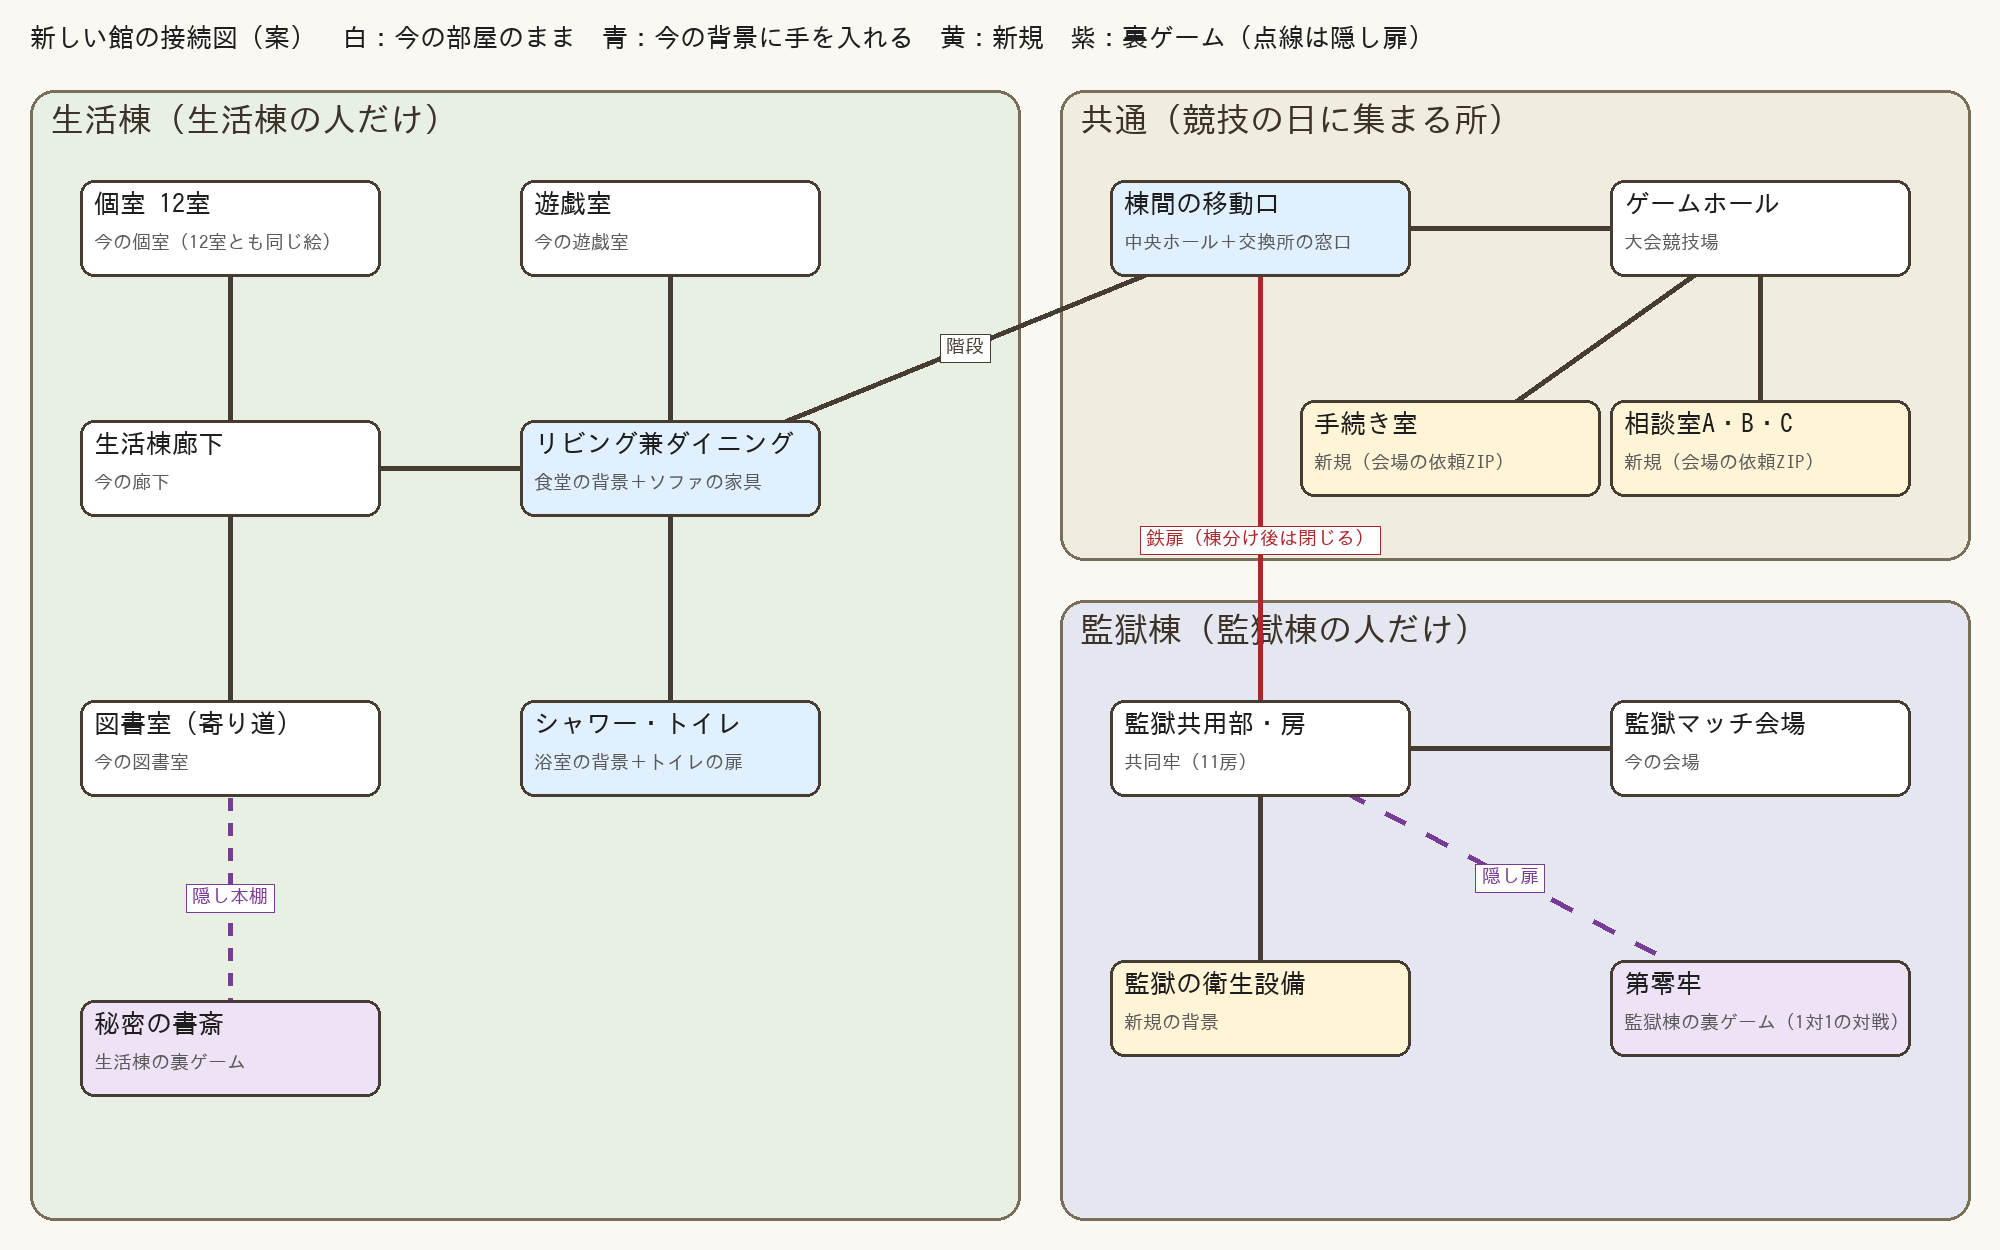 新しい館の接続図（案）　白：今の部屋のまま　青：今の背景に手を入れる　黄：新規　紫：裏ゲーム（点線は隠し扉）
生活棟（生活棟の人だけ）
個室 12室
今の個室（12室とも同じ絵）
遊戯室
今の遊戯室
階段
生活棟廊下
今の廊下
リビング兼ダイニング
食堂の背景＋ソファの家具
図書室（寄り道）
今の図書室
シャワー・トイレ
浴室の背景＋トイレの扉
隠し本棚
秘密の書斎
生活棟の裏ゲーム
共通（競技の日に集まる所）
棟間の移動口
中央ホール＋交換所の窓口
ゲームホール
大会競技場
手続き室
新規（会場の依頼ZIP）
相談室A・B・C
新規（会場の依頼ZIP）
鉄扉（棟分け後は閉じる）
監獄棟（監獄棟の人だけ）
監獄共用部・房
共同牢（11房）
監獄マッチ会場
今の会場
隠し扉
監獄の衛生設備
新規の背景
第零牢
監獄棟の裏ゲーム（1対1の対戦）